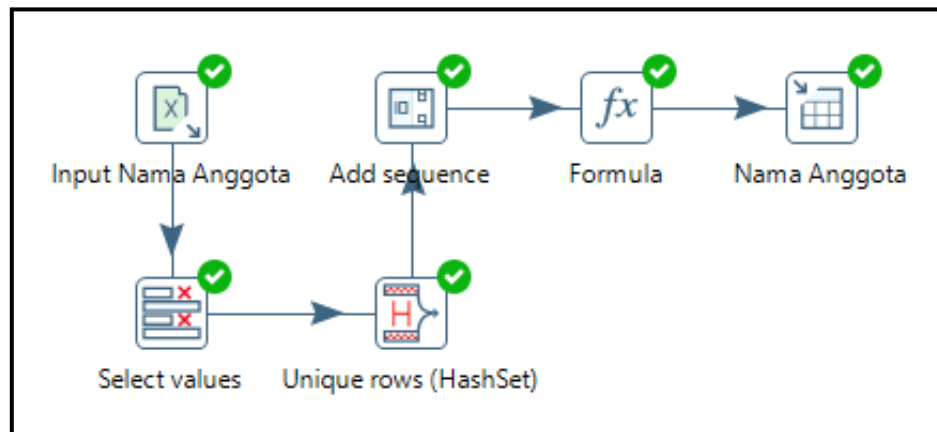 Input Nama Anggota
Add sequence
Formula
Nama Anggota
Select values
Unique rows (HashSet)